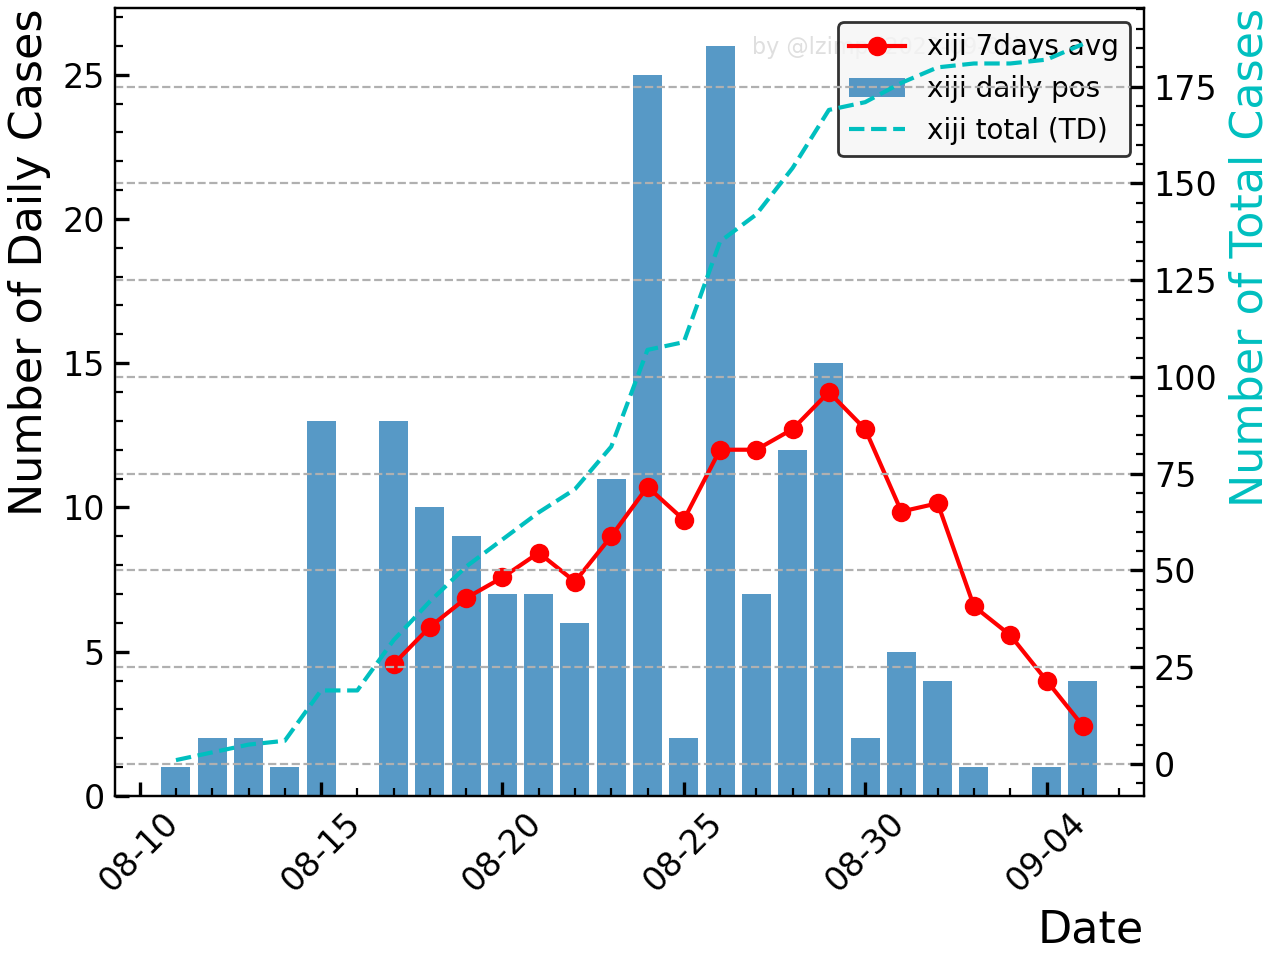 by @lzimp
xiji 7days avg
xiji daily pos
xiji total (TD)
Number of Daily Cases
25
20
15
10
5
0
Number of Total Cases
175
150
125
100
75
50
25
0
08-10
08-15
08-20
08-25
08-30
09-04
Date